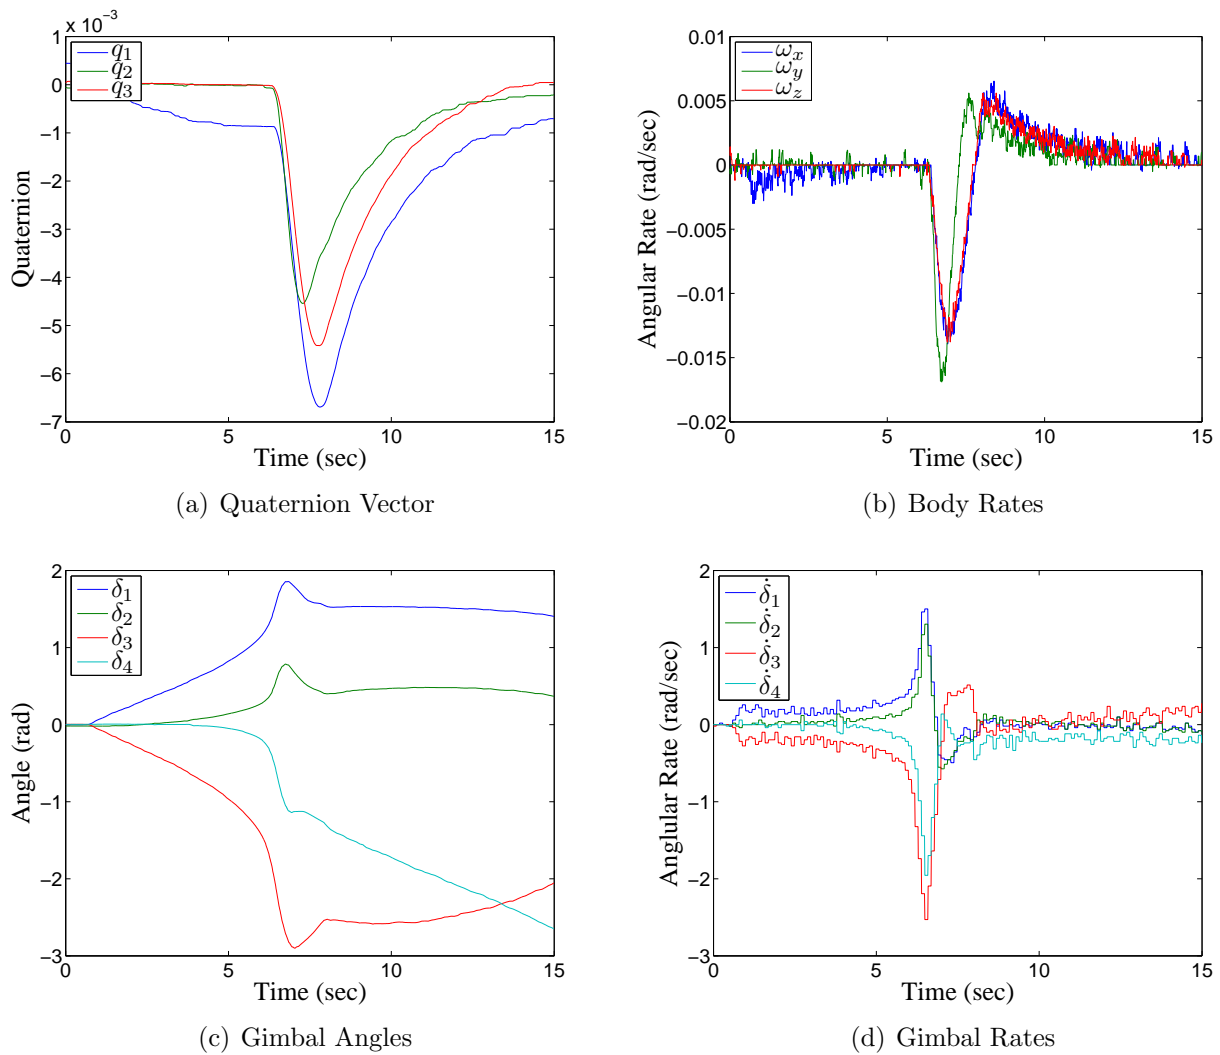 x 10⁻³
1
0
−1
−2
−3
−4
−5
−6
−7
0 5 10 15
Quaternion
Time (sec)
q₁
q₂
q₃
(a) Quaternion Vector
0.01
0.005
0
−0.005
−0.01
−0.015
−0.02
0 5 10 15
Angular Rate (rad/sec)
Time (sec)
ωₓ
ω_y
ω_z
(b) Body Rates
2
1
0
−1
−2
−3
0 5 10 15
Angle (rad)
Time (sec)
δ₁
δ₂
δ₃
δ₄
(c) Gimbal Angles
2
1
0
−1
−2
−3
0 5 10 15
Anglular Rate (rad/sec)
Time (sec)
δ̇₁
δ̇₂
δ̇₃
δ̇₄
(d) Gimbal Rates